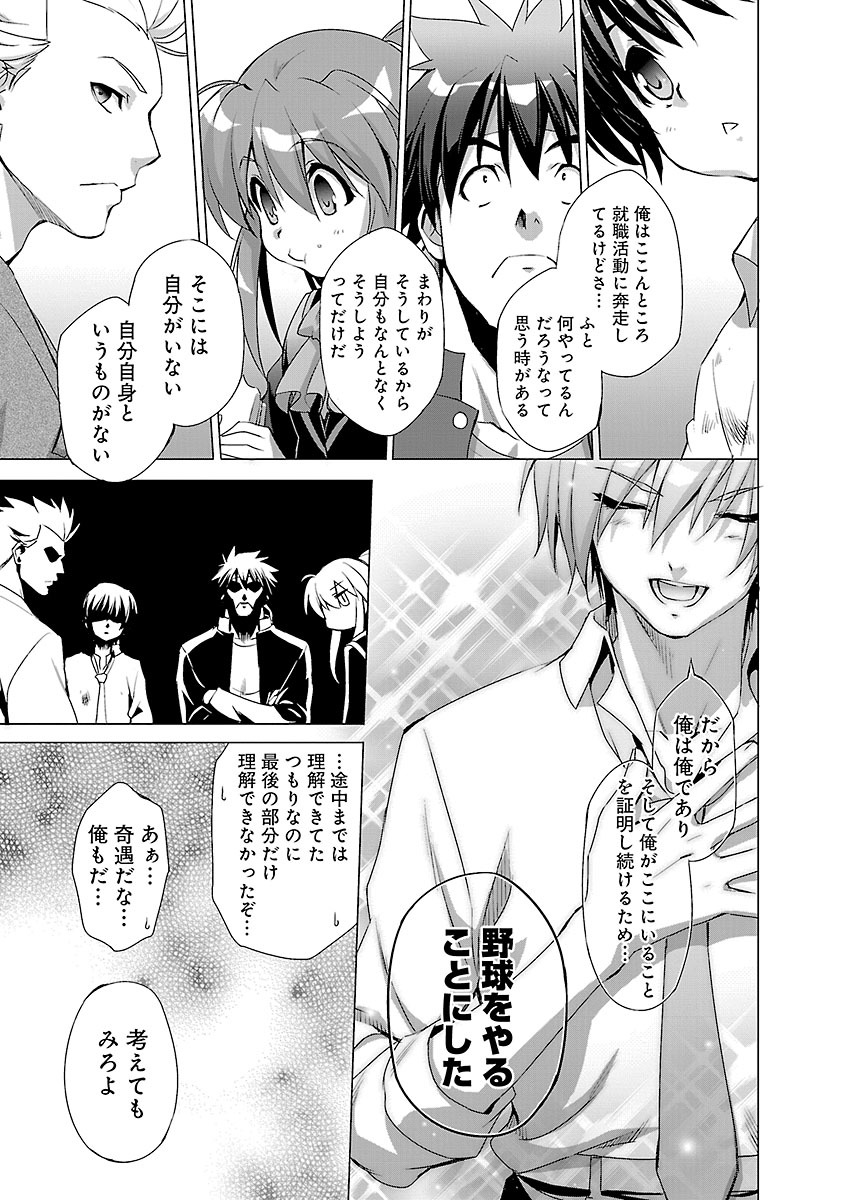 俺はここんところ
就職活動に奔走し
てるけどさ…
ふと
何やってるん
だろうなって
思う時がある
まわりが
そうしているから
自分もなんとなく
そうしよう
ってだけだ
そこには
自分がいない
自分自身と
いうものがない
だから
俺は俺であり
そして俺がここにいること
を証明し続けるため…
野球をやる
ことにした
…途中までは
理解できてた
つもりなのに
最後の部分だけ
理解できなかったぞ…
あぁ…
奇遇だな…
俺もだ…
考えても
みろよ